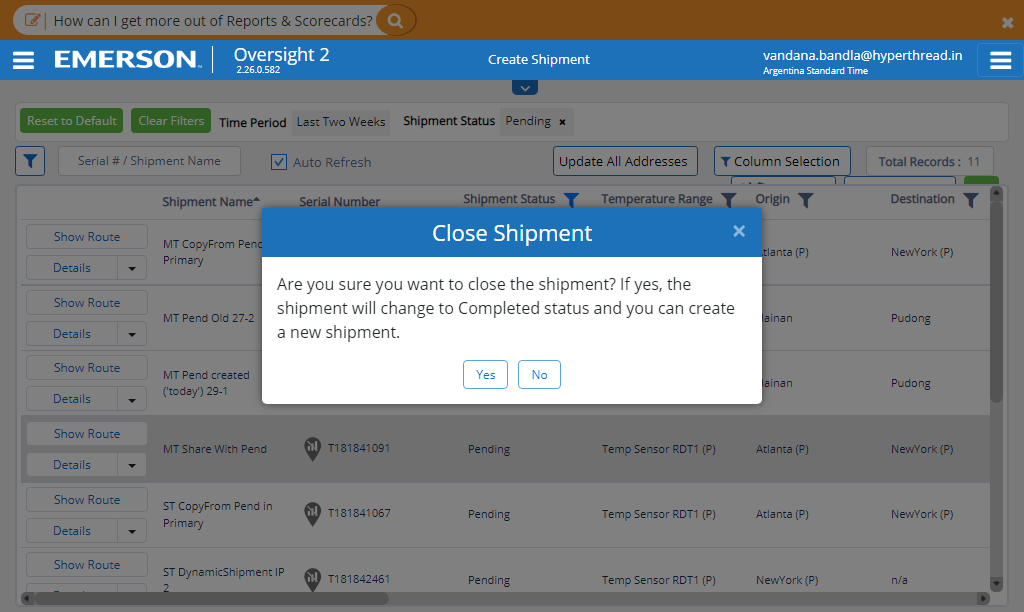 How can I get more out of Reports & Scorecards?
EMERSON
Oversight 2
2.26.0.582
Create Shipment
vandana.bandla@hyperthread.in
Argentina Standard Time
Reset to Default Clear Filters Time Period Last Two Weeks Shipment Status Pending ×
Serial # / Shipment Name Auto Refresh Update All Addresses Column Selection Total Records : 11
Shipment Name Serial Number Shipment Status Temperature Range Origin Destination
Show Route
Details
MT CopyFrom Pend
Primary
NewYork (P)
Show Route
Details
MT Pend Old 27-2
Pudong
Show Route
Details
MT Pend created
('today') 29-1
Pudong
Close Shipment ×
Are you sure you want to close the shipment? If yes, the
shipment will change to Completed status and you can create
a new shipment.
Yes No
Show Route
Details
MT Share With Pend T181841091 Pending Temp Sensor RDT1 (P) Atlanta (P) NewYork (P)
Show Route
Details
ST CopyFrom Pend in
Primary
T181841067 Pending Temp Sensor RDT1 (P) Atlanta (P) NewYork (P)
Show Route
ST DynamicShipment IP
2
T181842461 Pending Temp Sensor RDT1 (P) NewYork (P) n/a